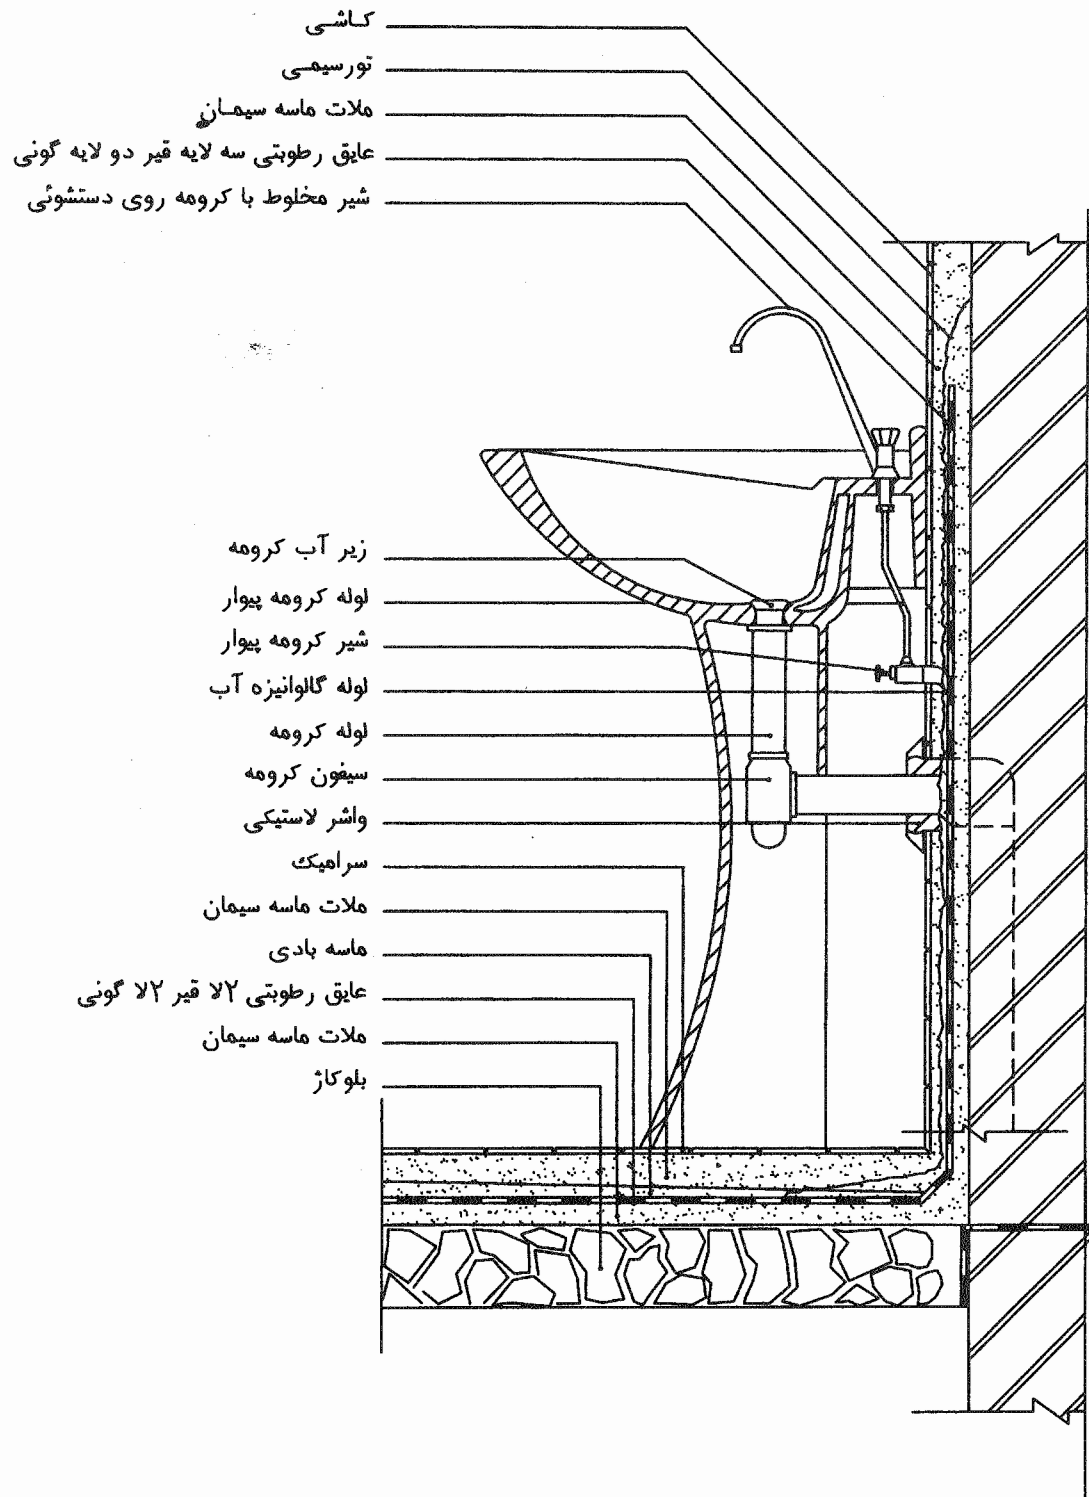 کاشی
تورسیمی
ملات ماسه سیمان
عایق رطوبتی سه لایه قیر دو لایه گونی
شیر مخلوط با کرومه روی دستشوئی
زیر آب کرومه
لوله کرومه پیوار
شیر کرومه پیوار
لوله گالوانیزه آب
لوله کرومه
سیفون کرومه
واشر لاستیکی
سرامیک
ملات ماسه سیمان
ماسه بادی
عایق رطوبتی ۲لا قیر ۲لا گونی
ملات ماسه سیمان
بلوکاژ